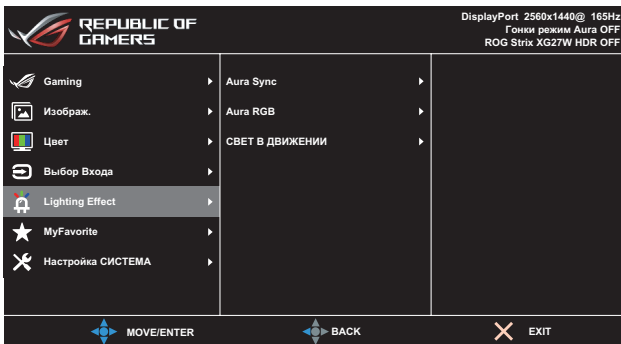 REPUBLIC OF
GAMERS
DisplayPort 2560x1440@ 165Hz
Гонки режим Aura OFF
ROG Strix XG27W HDR OFF
Gaming
Изображ.
Цвет
Выбор Входа
Lighting Effect
MyFavorite
Настройка СИСТЕМА
Aura Sync
Aura RGB
СВЕТ В ДВИЖЕНИИ
MOVE/ENTER
BACK
EXIT